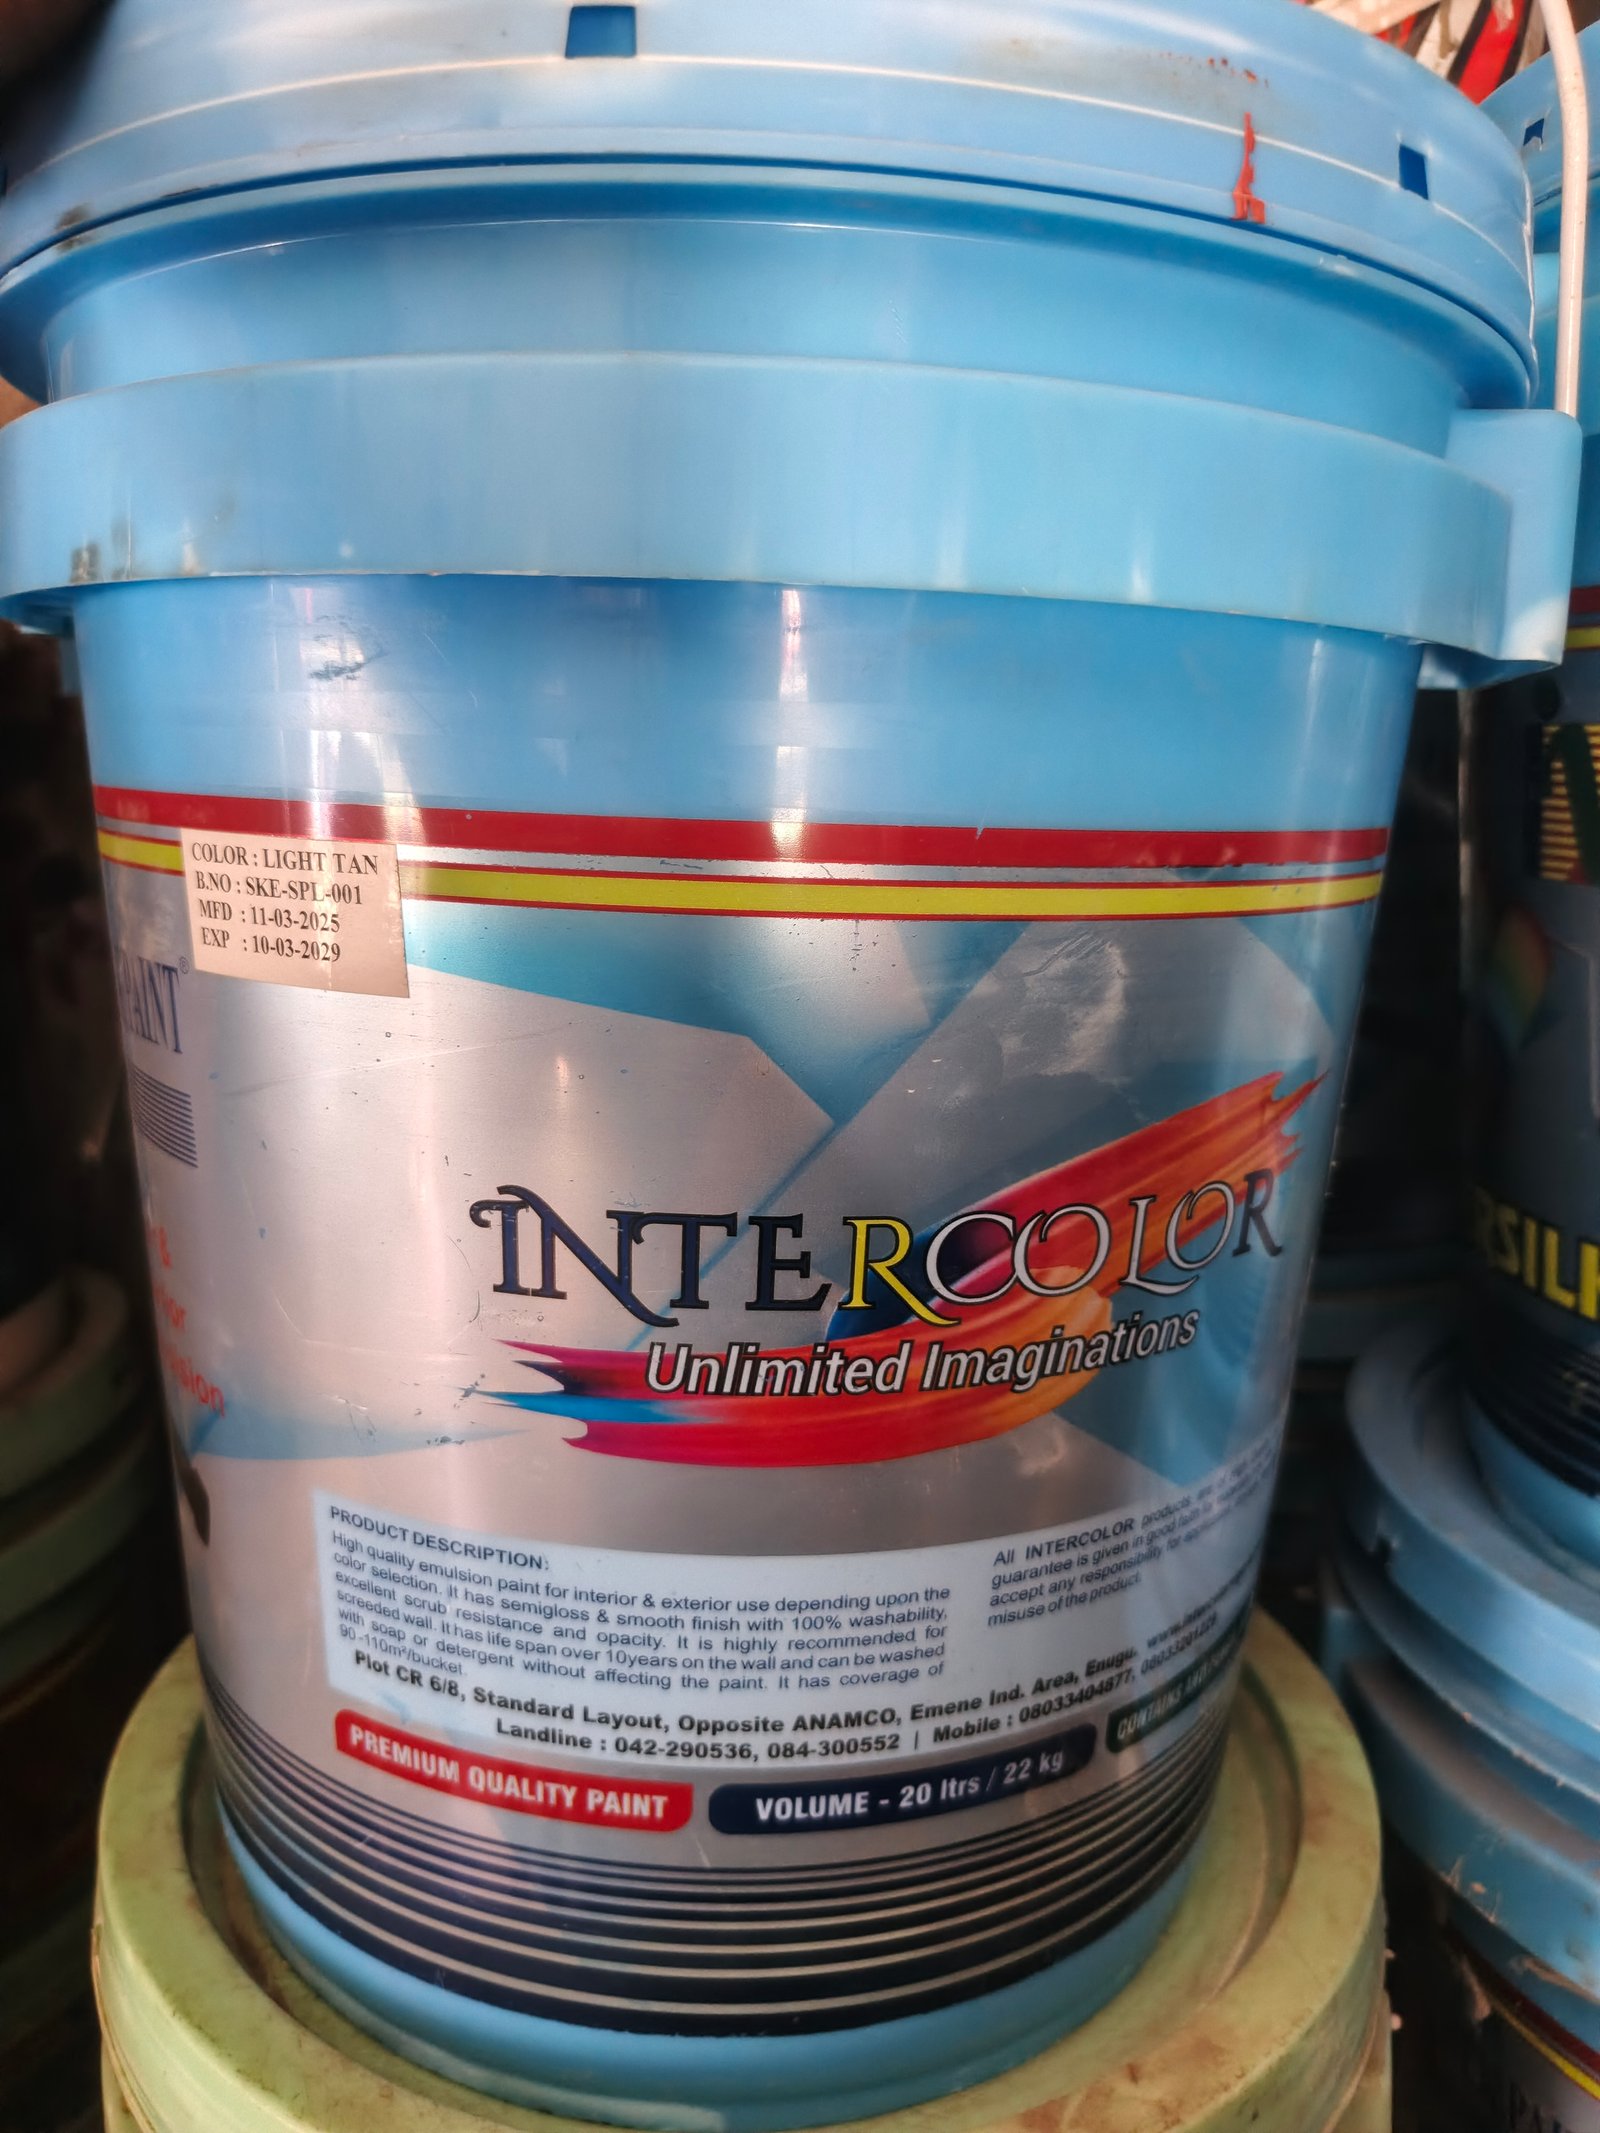 COLOR : LIGHT TAN
B.NO : SKE-SPL-001
MFD : 11-03-2025
EXP : 10-03-2029
PAINT®
&
INTERCOLOR
Unlimited Imaginations
PRODUCT DESCRIPTION:
High quality emulsion paint for interior & exterior use depending upon the
color selection. It has semigloss & smooth finish with 100% washability,
excellent scrub resistance and opacity. It is highly recommended for
screeded wall. It has life span over 10years on the wall and can be washed
with soap or detergent without affecting the paint. It has coverage of
90-110m²/bucket.
All INTERCOLOR products are of high
guarantee is given in good faith
accept any responsibility for
misuse of the product.
Plot CR 6/8, Standard Layout, Opposite ANAMCO, Emene Ind. Area, Enugu.
Landline : 042-290536, 084-300552 | Mobile : 08033404877, 08033201229
PREMIUM QUALITY PAINT
VOLUME - 20 ltrs / 22 kg
CONTAINS